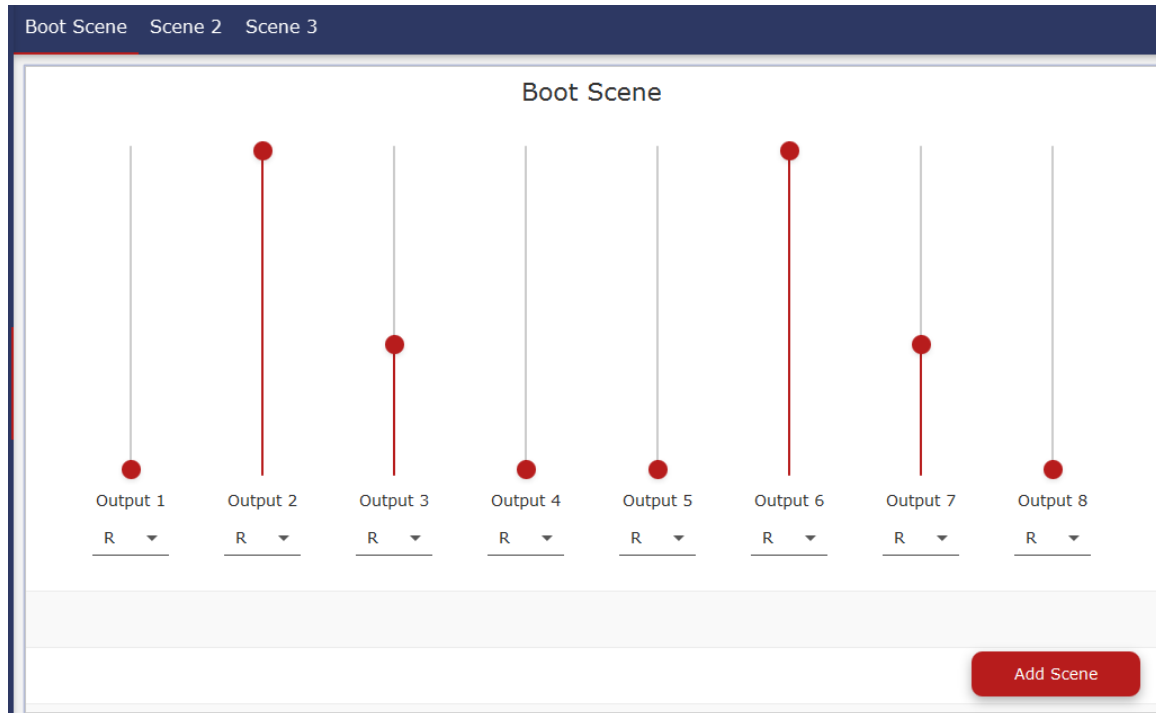 Boot Scene Scene 2 Scene 3
Boot Scene
Output 1 Output 2 Output 3 Output 4 Output 5 Output 6 Output 7 Output 8
R R R R R R R R
Add Scene